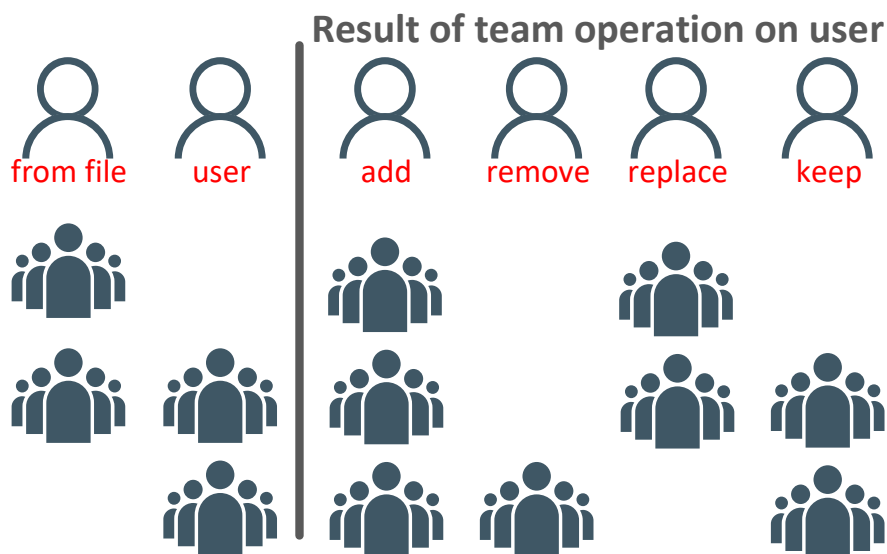 Result of team operation on user
from file user add remove replace keep